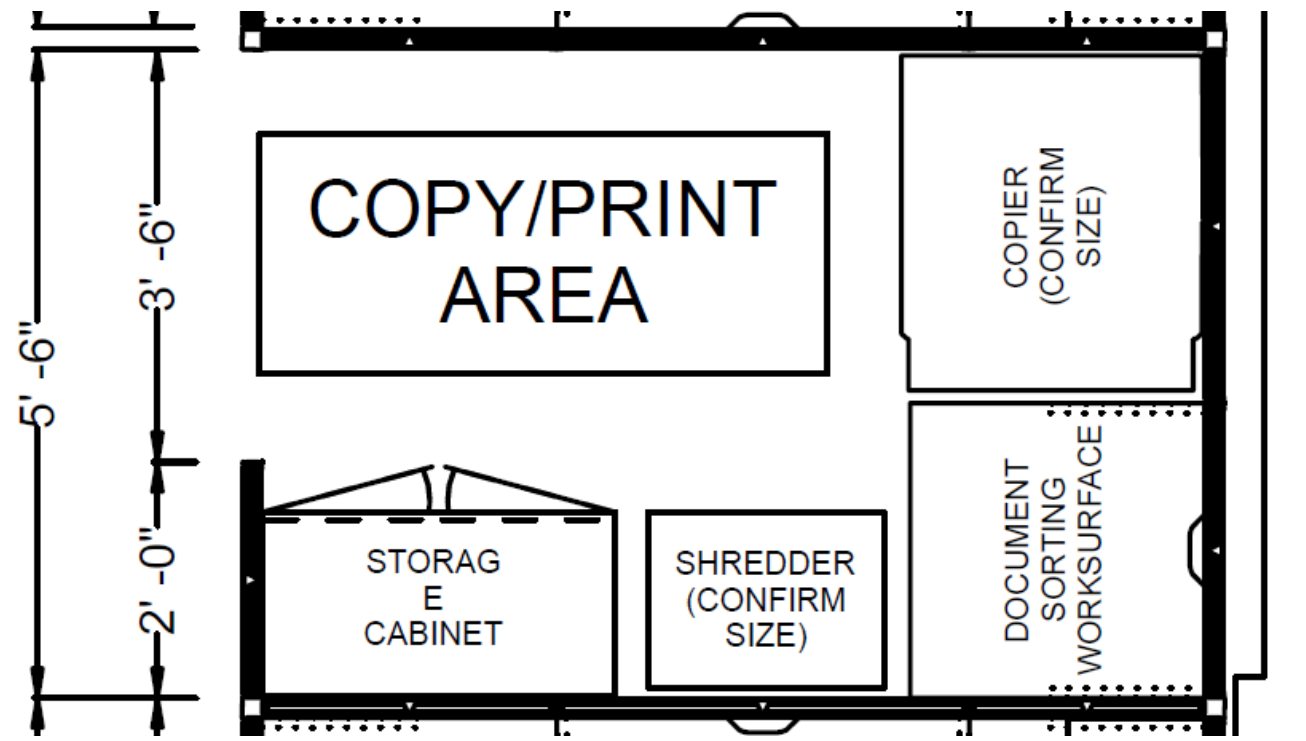 COPY/PRINT
AREA
COPIER
(CONFIRM
SIZE)
3' -6"
5' -6"
2' -0"
STORAG
E
CABINET
SHREDDER
(CONFIRM
SIZE)
DOCUMENT
SORTING
WORKSURFACE